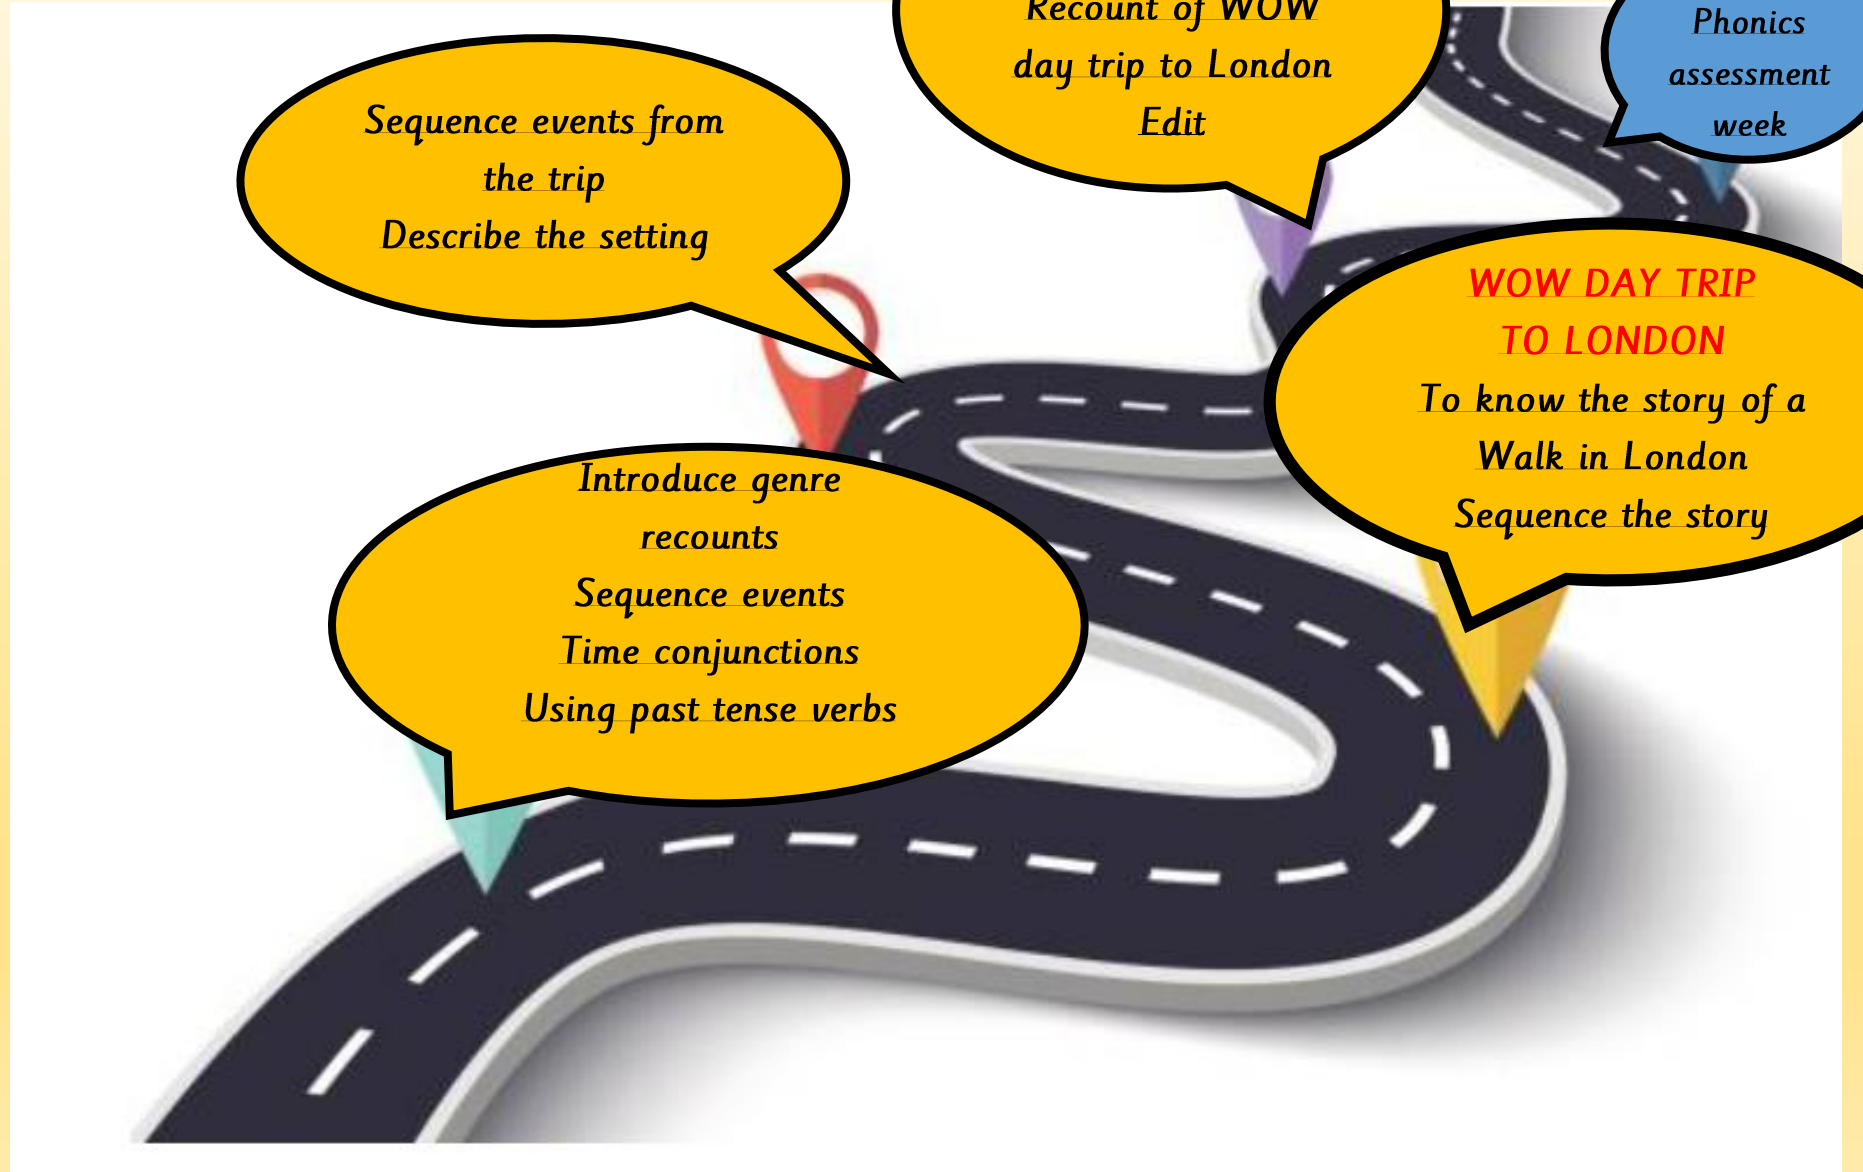 Recount of WOW
day trip to London
Edit
Phonics
assessment
week
Sequence events from
the trip
Describe the setting
WOW DAY TRIP
TO LONDON
To know the story of a
Walk in London
Sequence the story
Introduce genre
recounts
Sequence events
Time conjunctions
Using past tense verbs